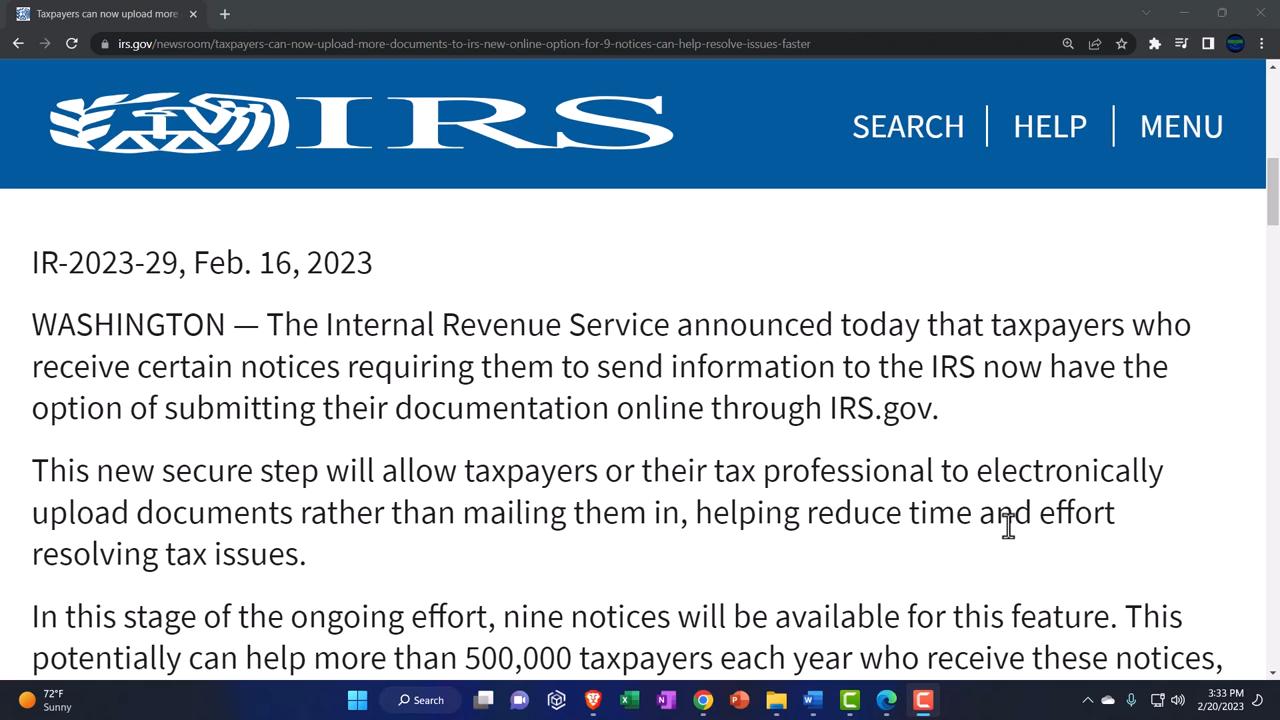 Taxpayers can now upload more
irs.gov/newsroom/taxpayers-can-now-upload-more-documents-to-irs-new-online-option-for-9-notices-can-help-resolve-issues-faster
IRS
SEARCH
HELP
MENU
IR-2023-29, Feb. 16, 2023
WASHINGTON — The Internal Revenue Service announced today that taxpayers who
receive certain notices requiring them to send information to the IRS now have the
option of submitting their documentation online through IRS.gov.
This new secure step will allow taxpayers or their tax professional to electronically
upload documents rather than mailing them in, helping reduce time and effort
resolving tax issues.
In this stage of the ongoing effort, nine notices will be available for this feature. This
potentially can help more than 500,000 taxpayers each year who receive these notices,
72°F
Sunny
Search
3:33 PM
2/20/2023